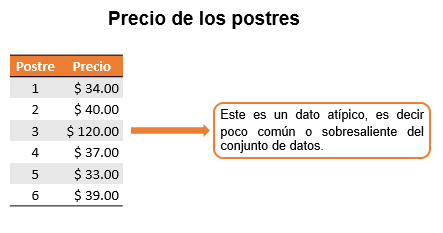 Precio de los postres
Postre Precio
1 $ 34.00
2 $ 40.00
3 $ 120.00
4 $ 37.00
5 $ 33.00
6 $ 39.00
Este es un dato atípico, es decir
poco común o sobresaliente del
conjunto de datos.